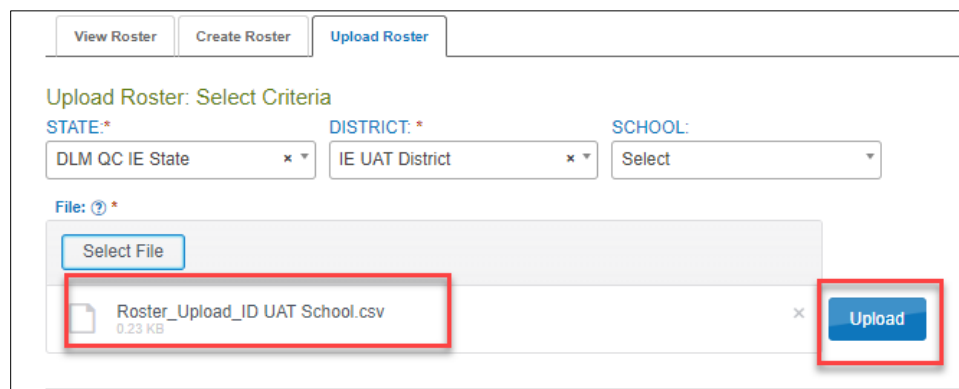 View Roster Create Roster Upload Roster
Upload Roster: Select Criteria
STATE:* DISTRICT: * SCHOOL:
DLM QC IE State × IE UAT District × Select
File: ? *
Select File
Roster_Upload_ID UAT School.csv
0.23 KB
× Upload